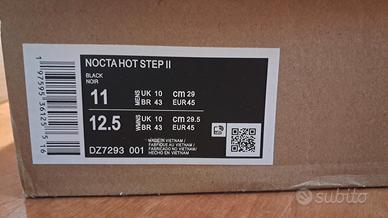 NOCTA HOT STEP II
BLACK
NOIR
11 MENS UK 10 cm 29
BR 43 EUR 45
12.5 WMNS UK 10 cm 29.5
BR 43 EUR 45
DZ7293 001
MADE IN VIETNAM /
FABRIQUE AU VIETNAM /
FABRICADO NO VIETNAM /
HECHO EN VIETNAM
subito